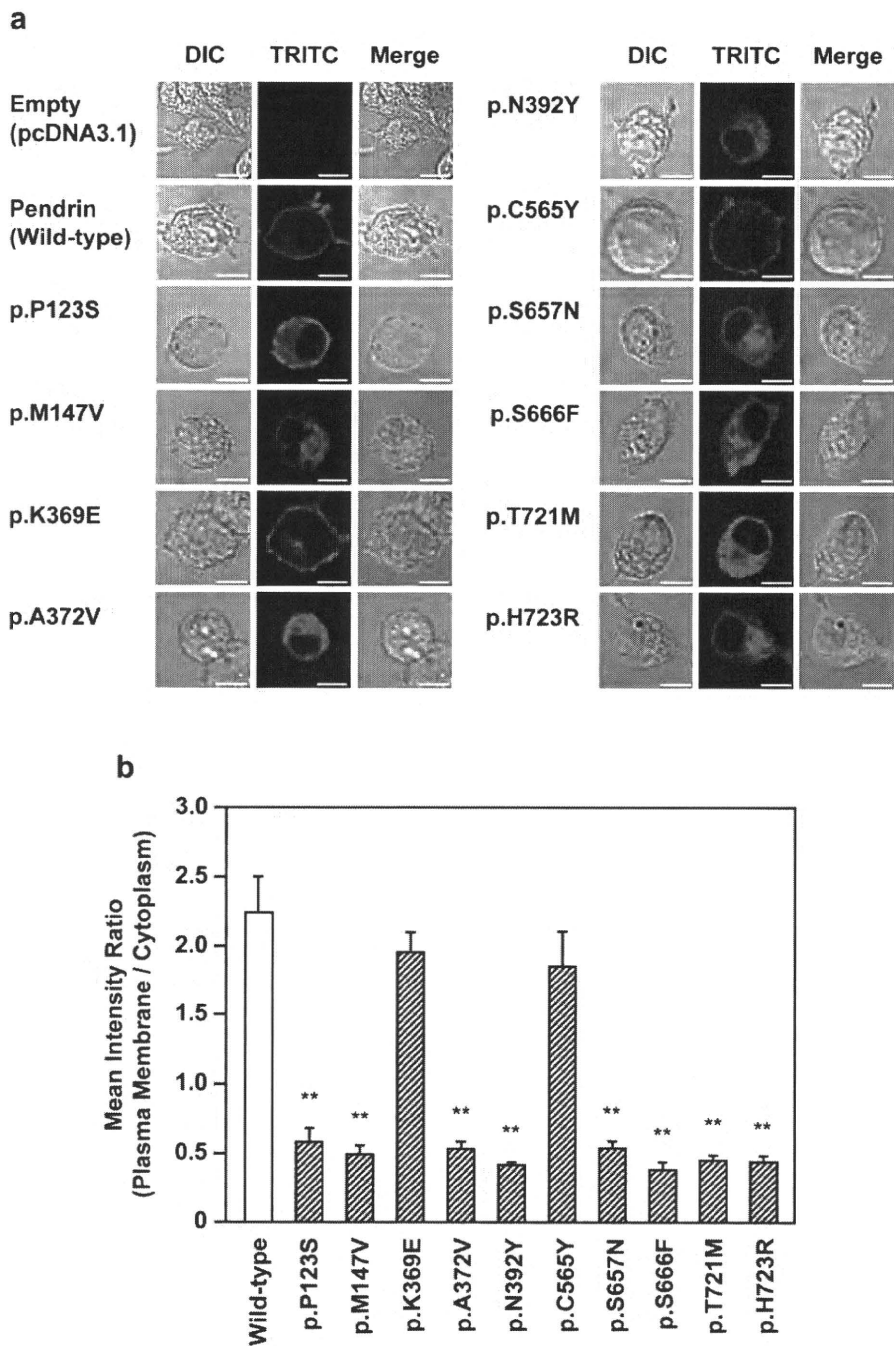 a
DIC TRITC Merge
Empty
(pcDNA3.1)
Pendrin
(Wild-type)
p.P123S
p.M147V
p.K369E
p.A372V
DIC TRITC Merge
p.N392Y
p.C565Y
p.S657N
p.S666F
p.T721M
p.H723R
b
Mean Intensity Ratio
(Plasma Membrane / Cytoplasm)
3.0
2.5
2.0
1.5
1.0
0.5
0
** ** ** ** ** ** ** **
Wild-type
p.P123S
p.M147V
p.K369E
p.A372V
p.N392Y
p.C565Y
p.S657N
p.S666F
p.T721M
p.H723R